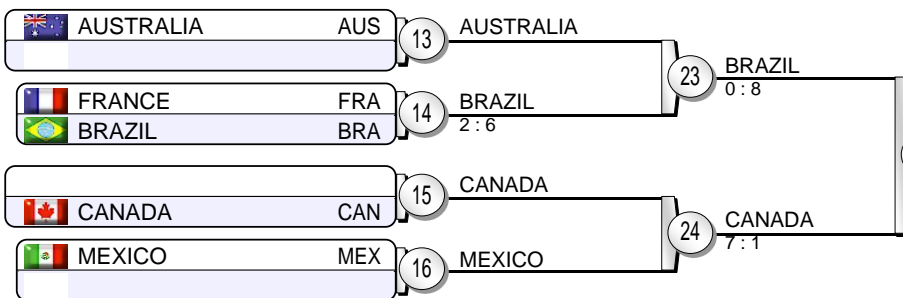 AUSTRALIA AUS
13
AUSTRALIA
FRANCE FRA
BRAZIL BRA
14
BRAZIL
2 : 6
23
BRAZIL
0 : 8
CANADA CAN
15
CANADA
MEXICO MEX
16
MEXICO
24
CANADA
7 : 1